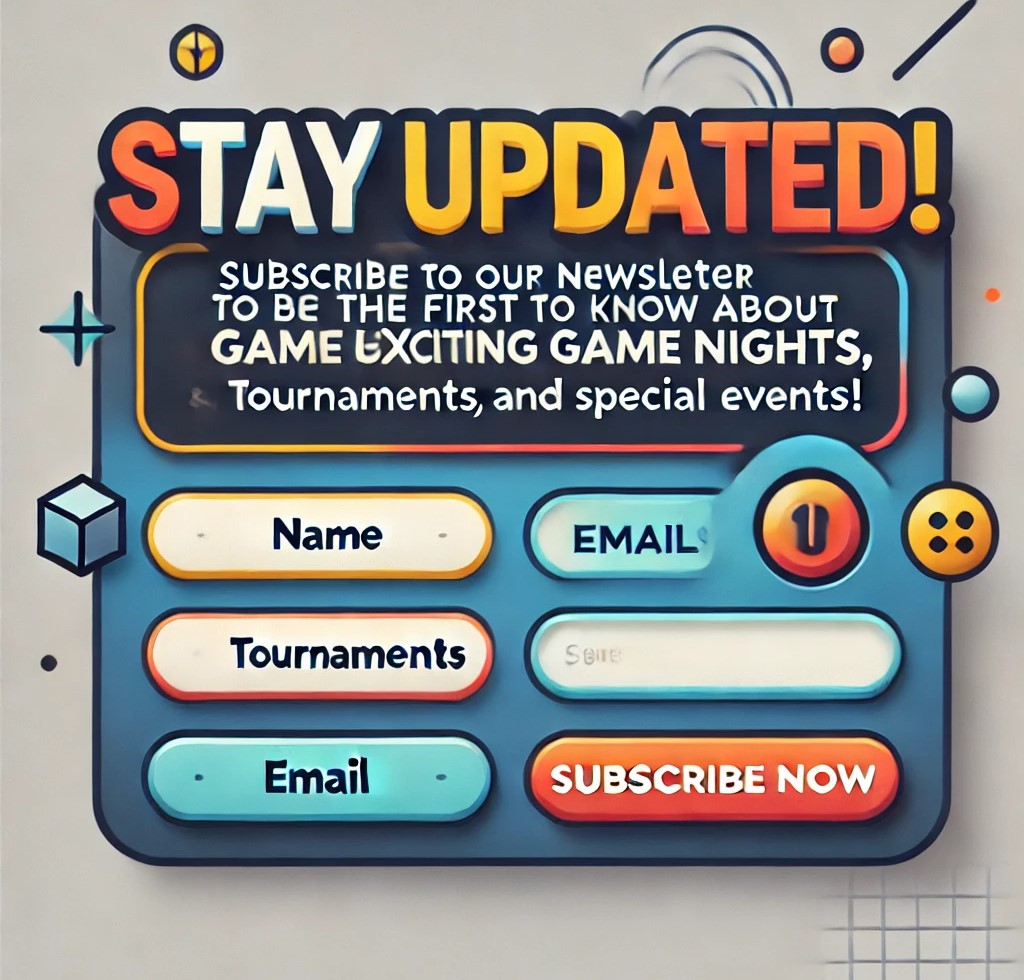 STAY UPDATED!
SUBSCRIBE TO OUR Newsleter
TO BE THE FIRST TO KNOW ABOUT
GAME EXCITING GAME NIGHTS,
Tournaments, and special events!
Name
EMAIL
Tournaments
Email
SUBSCRIBE NOW